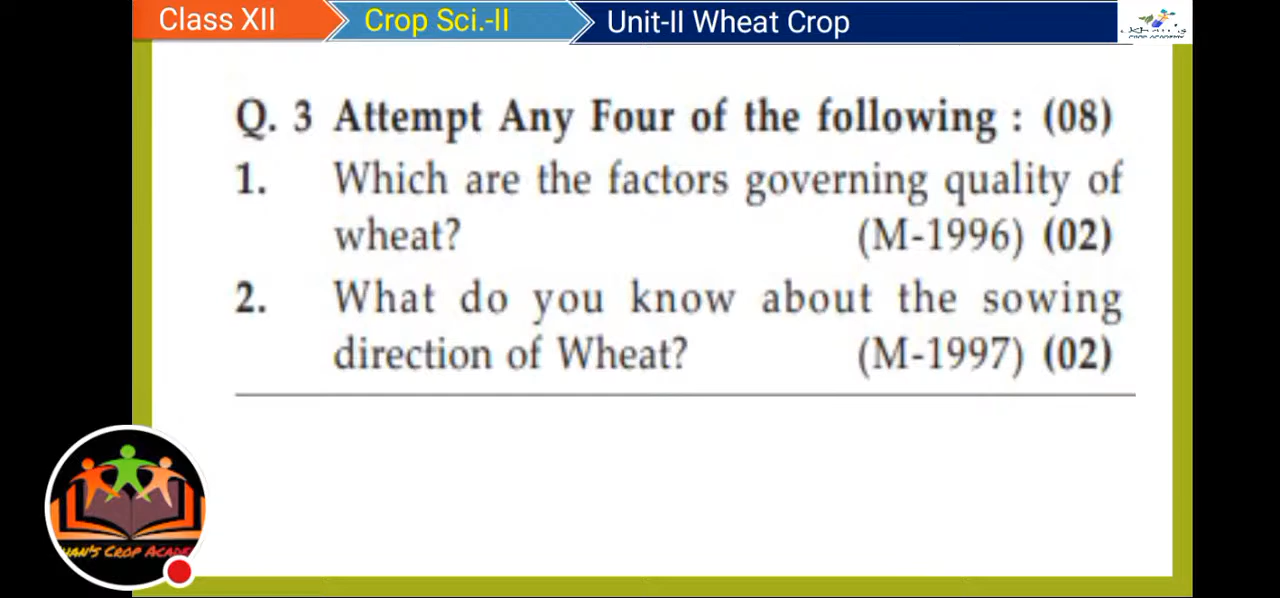 Class XII Crop Sci.-II Unit-II Wheat Crop
Q. 3 Attempt Any Four of the following : (08)
1. Which are the factors governing quality of
wheat? (M-1996) (02)
2. What do you know about the sowing
direction of Wheat? (M-1997) (02)
CROP ACADEMY